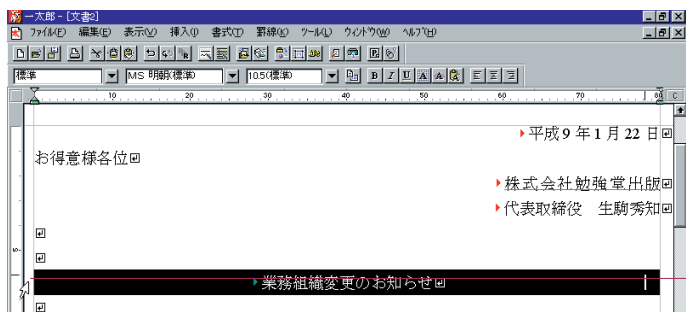 一太郎 - [文書2]
ファイル(F) 編集(E) 表示(V) 挿入(I) 書式(T) 罫線(K) ツール(L) ウィンドウ(W) ヘルプ(H)
標準 MS 明朝(標準) 10.5(標準) B I U A A
10 20 30 40 50 60 70 80 C
平成 9 年 1 月 22 日
お得意様各位
株式会社勉強堂出版
代表取締役 生駒秀知
5
業務組織変更のお知らせ